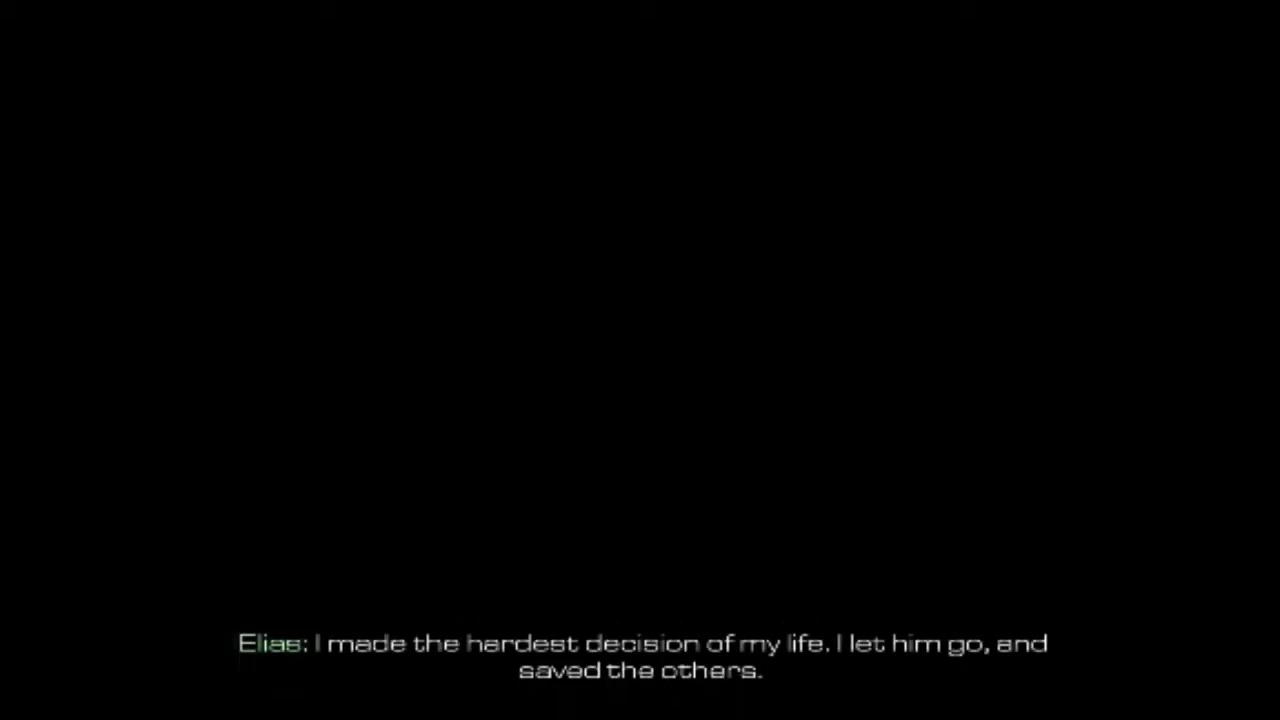 Elias: I made the hardest decision of my life. I let him go, and
saved the others.